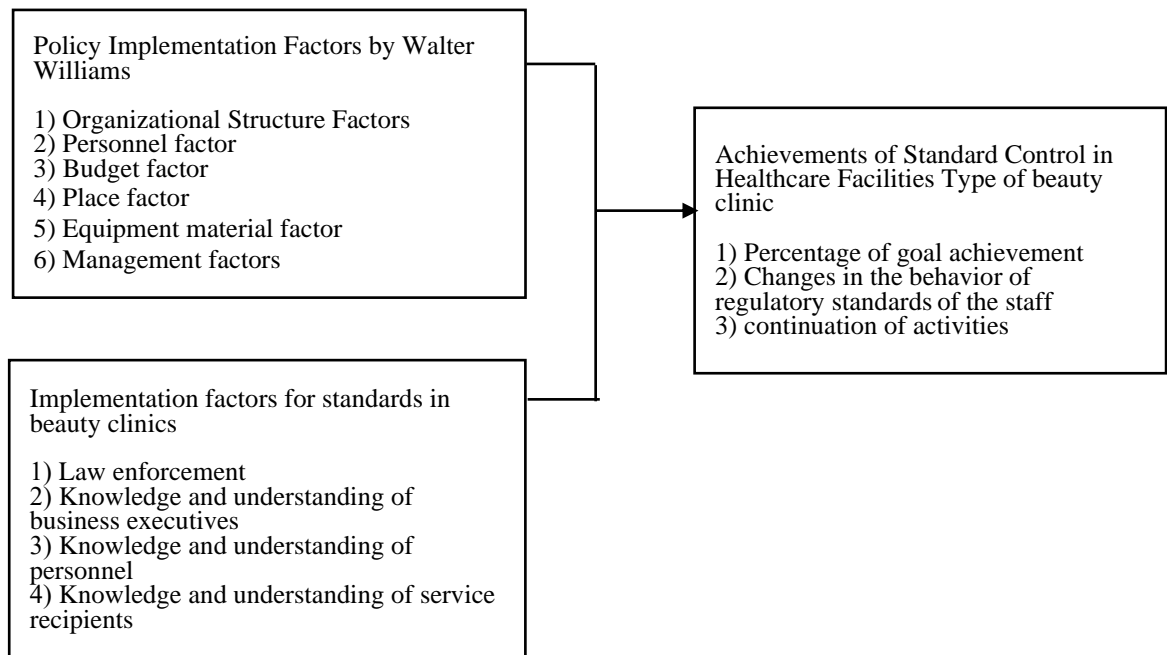 Policy Implementation Factors by Walter
Williams
1) Organizational Structure Factors
2) Personnel factor
3) Budget factor
4) Place factor
5) Equipment material factor
6) Management factors
Achievements of Standard Control in
Healthcare Facilities Type of beauty
clinic
1) Percentage of goal achievement
2) Changes in the behavior of
regulatory standards of the staff
3) continuation of activities
Implementation factors for standards in
beauty clinics
1) Law enforcement
2) Knowledge and understanding of
business executives
3) Knowledge and understanding of
personnel
4) Knowledge and understanding of service
recipients